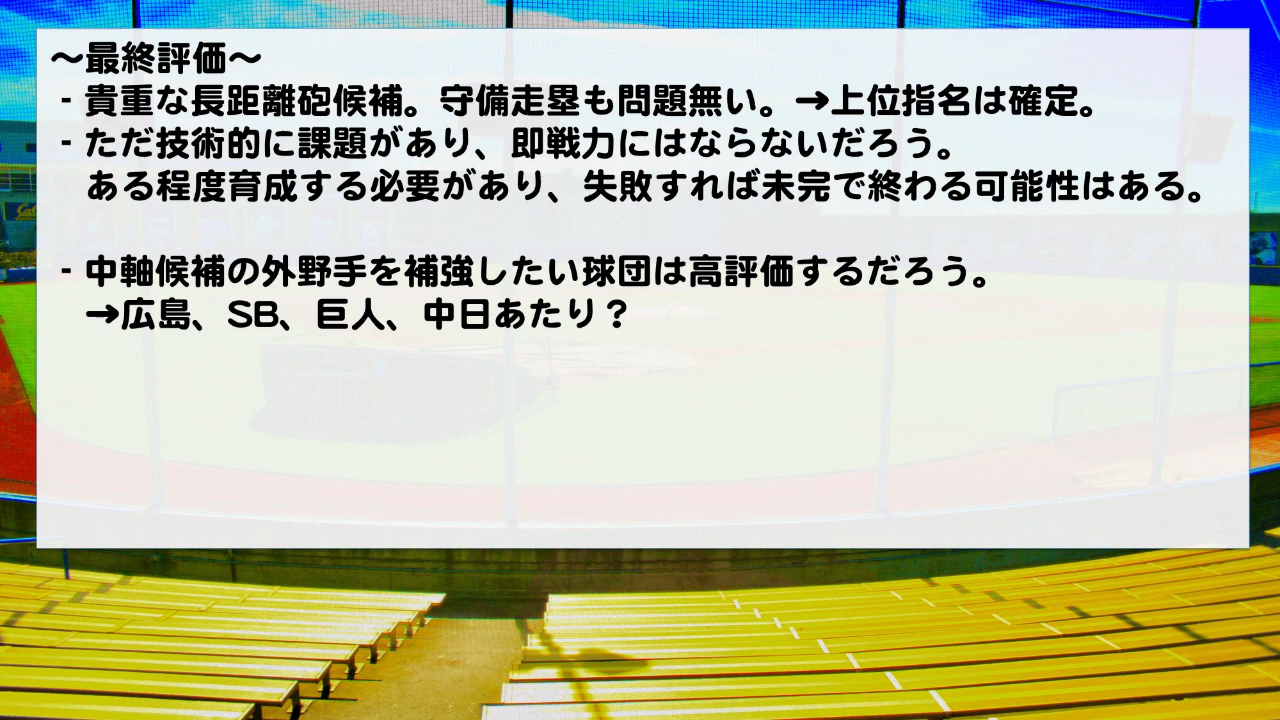 ～最終評価～
- 貴重な長距離砲候補。守備走塁も問題無い。→上位指名は確定。
- ただ技術的に課題があり、即戦力にはならないだろう。
ある程度育成する必要があり、失敗すれば未完で終わる可能性はある。
- 中軸候補の外野手を補強したい球団は高評価するだろう。
→広島、SB、巨人、中日あたり？